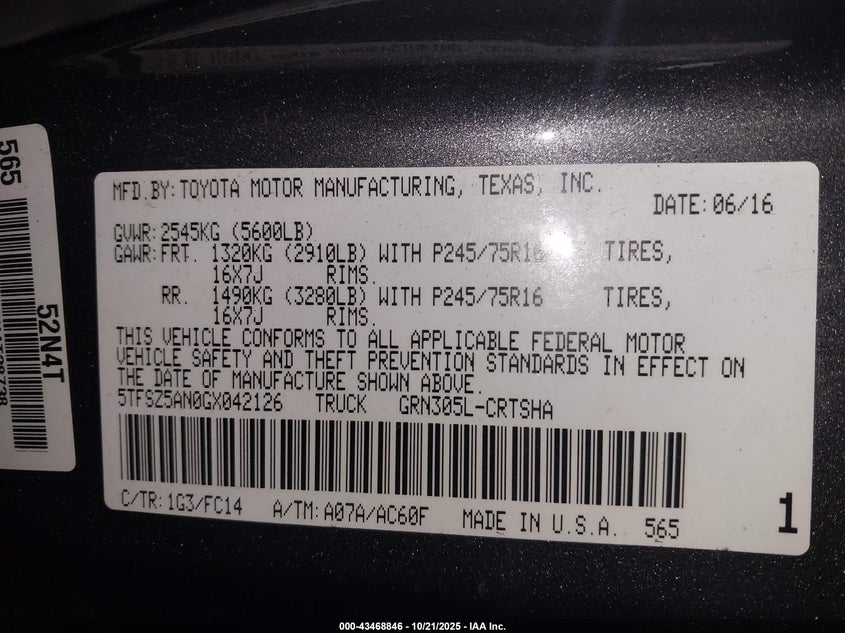 565
52N4T
MFD.BY:TOYOTA MOTOR MANUFACTURING, TEXAS, INC.
DATE:06/16
GVWR:2545KG (5600LB)
GAWR:FRT. 1320KG (2910LB) WITH P245/75R16 TIRES,
16X7J RIMS.
RR. 1490KG (3280LB) WITH P245/75R16 TIRES,
16X7J RIMS.
THIS VEHICLE CONFORMS TO ALL APPLICABLE FEDERAL MOTOR
VEHICLE SAFETY AND THEFT PREVENTION STANDARDS IN EFFECT ON
THE DATE OF MANUFACTURE SHOWN ABOVE.
5TFSZ5AN0GX042126 TRUCK GRN305L-CRTSHA
C/TR:1G3/FC14 A/TM:A07A/AC60F MADE IN U.S.A. 565
1
000-43468846 - 10/21/2025 - IAA Inc.